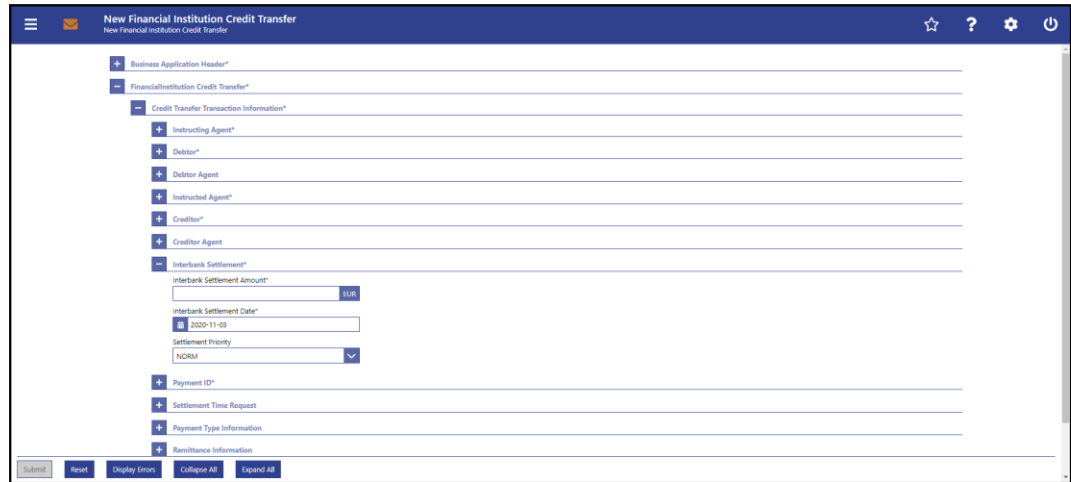 New Financial Institution Credit Transfer
New Financial Institution Credit Transfer
?
+ Business Application Header*
− FinancialInstitution Credit Transfer*
− Credit Transfer Transaction Information*
+ Instructing Agent*
+ Debtor*
+ Debtor Agent
+ Instructed Agent*
+ Creditor*
+ Creditor Agent
− Interbank Settlement*
Interbank Settlement Amount*
EUR
Interbank Settlement Date*
2020-11-03
Settlement Priority
NORM
+ Payment ID*
+ Settlement Time Request
+ Payment Type Information
+ Remittance Information
Submit Reset Display Errors Collapse All Expand All